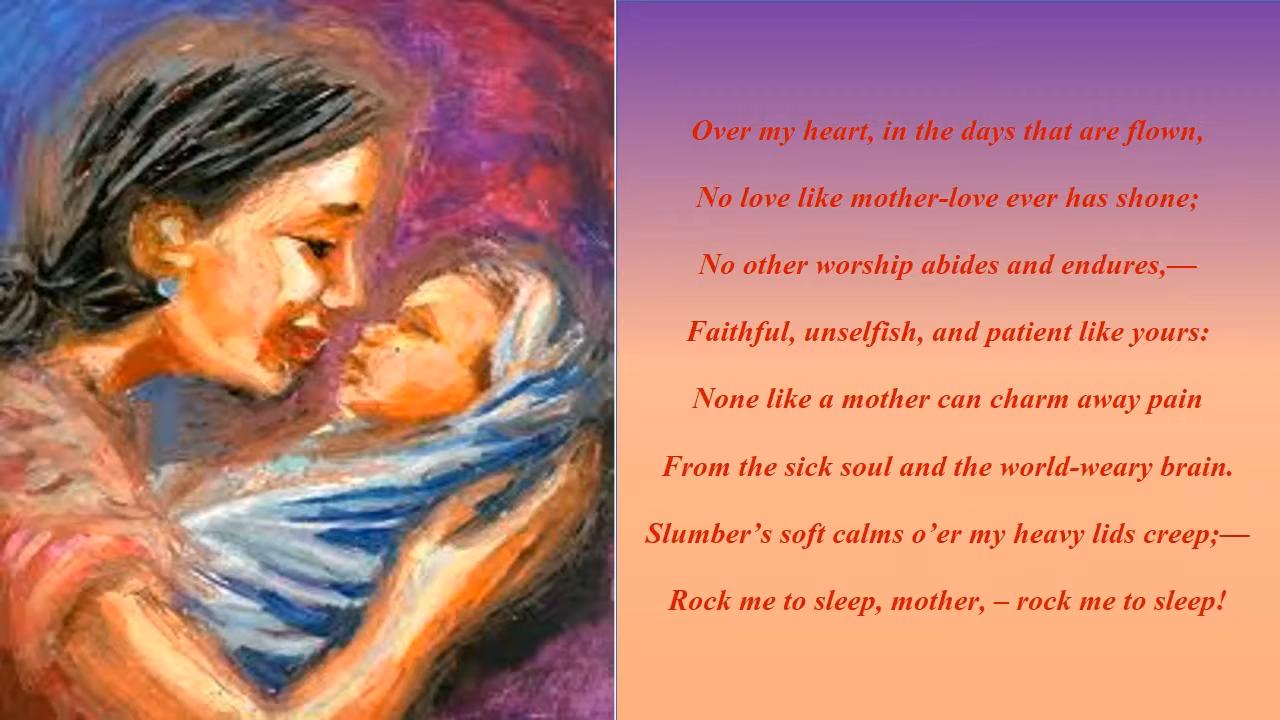 Over my heart, in the days that are flown,
No love like mother-love ever has shone;
No other worship abides and endures,—
Faithful, unselfish, and patient like yours:
None like a mother can charm away pain
From the sick soul and the world-weary brain.
Slumber’s soft calms o’er my heavy lids creep;—
Rock me to sleep, mother, – rock me to sleep!